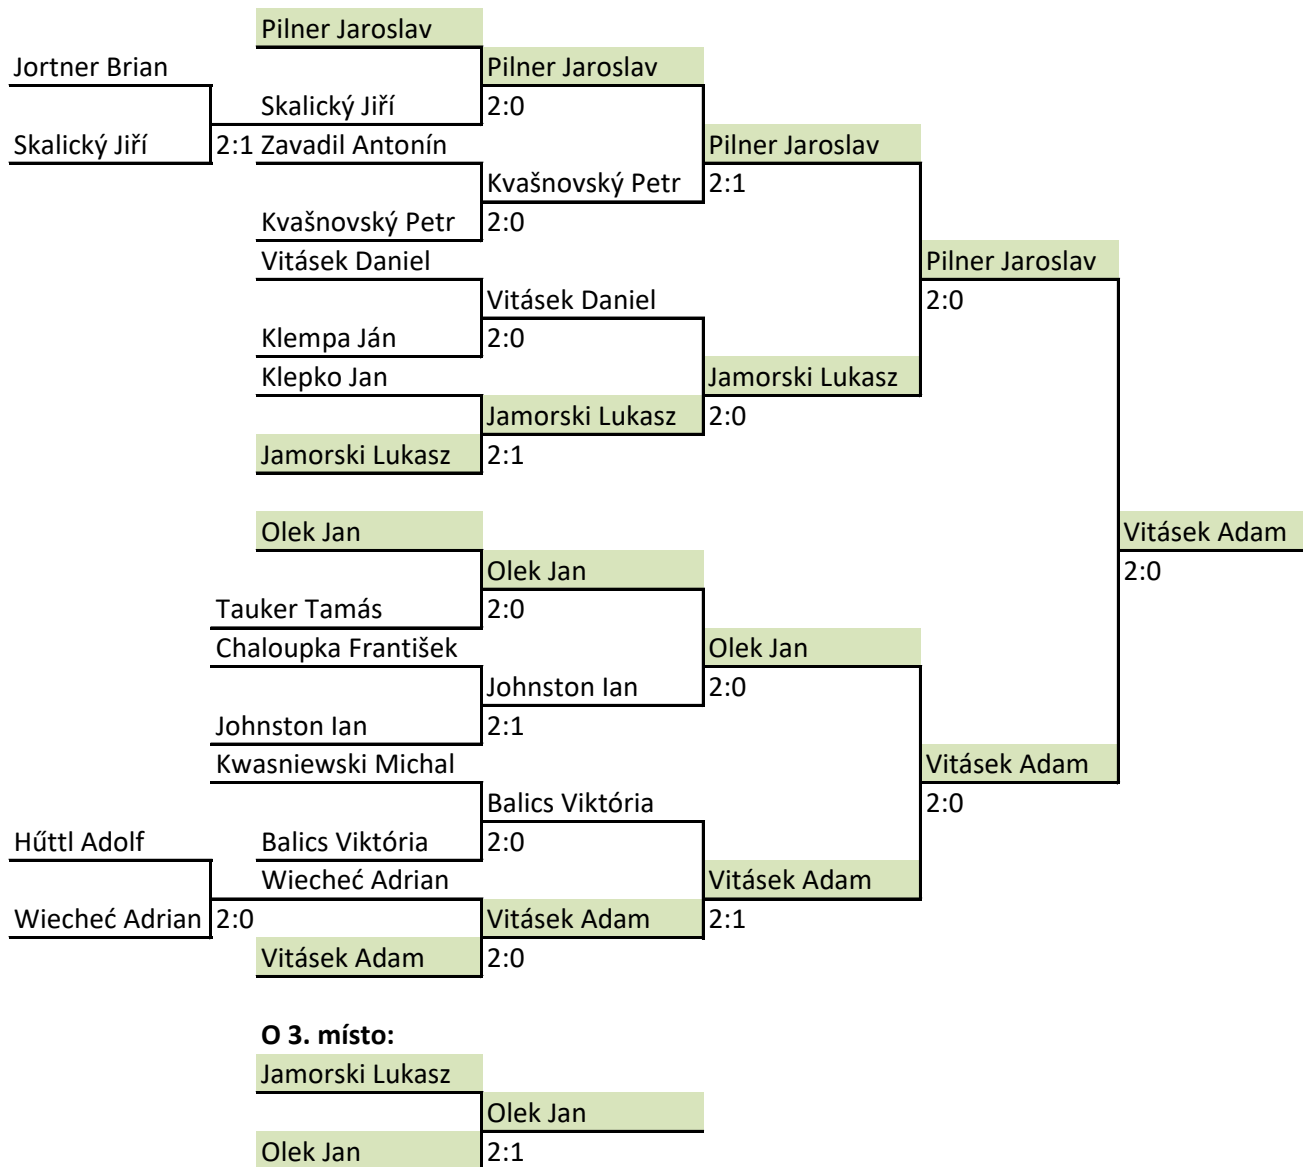 Pilner Jaroslav
Jortner Brian Pilner Jaroslav
Skalický Jiří 2:0
Skalický Jiří 2:1 Zavadil Antonín Pilner Jaroslav
Kvašnovský Petr 2:1
Kvašnovský Petr 2:0
Vitásek Daniel Pilner Jaroslav
Vitásek Daniel 2:0
Klempa Ján 2:0
Klepko Jan Jamorski Lukasz
Jamorski Lukasz 2:0
Jamorski Lukasz 2:1
Olek Jan Vitásek Adam
Olek Jan 2:0
Tauker Tamás 2:0
Chaloupka František Olek Jan
Johnston Ian 2:0
Johnston Ian 2:1
Kwasniewski Michal Vitásek Adam
Balics Viktória 2:0
Hűttl Adolf Balics Viktória 2:0
Wiecheć Adrian Vitásek Adam
Wiecheć Adrian 2:0 Vitásek Adam 2:1
Vitásek Adam 2:0
O 3. místo:
Jamorski Lukasz
Olek Jan
Olek Jan 2:1